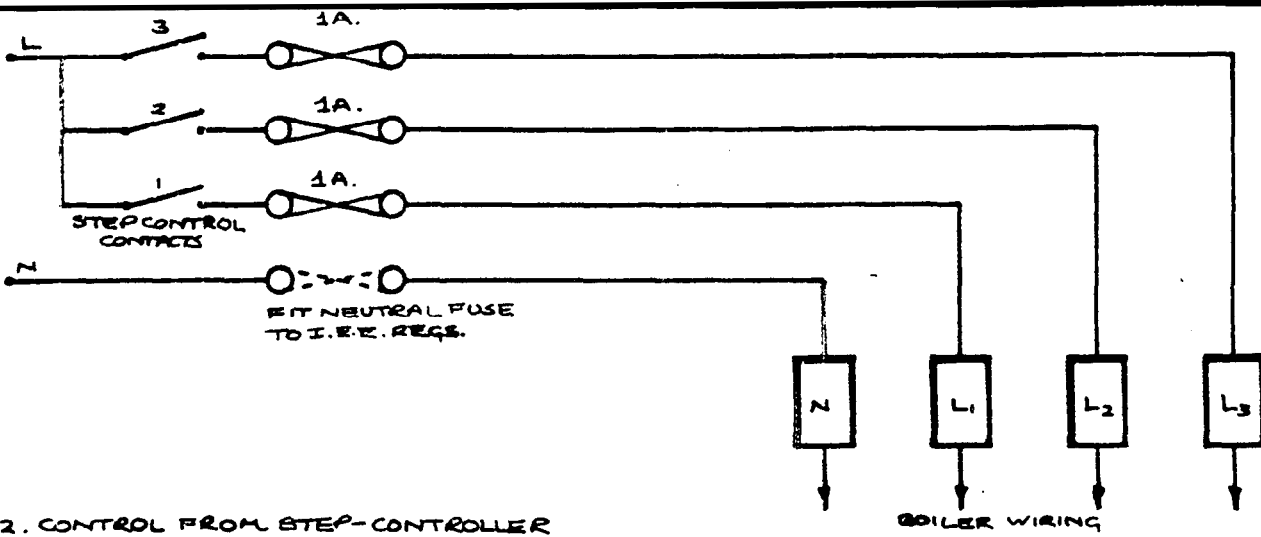 L
3
1A.
2
1A.
1
1A.
STEP CONTROL
CONTACTS
N
FIT NEUTRAL FUSE
TO I.E.E. REGS.
N
L1
L2
L3
2. CONTROL FROM STEP-CONTROLLER
BOILER WIRING